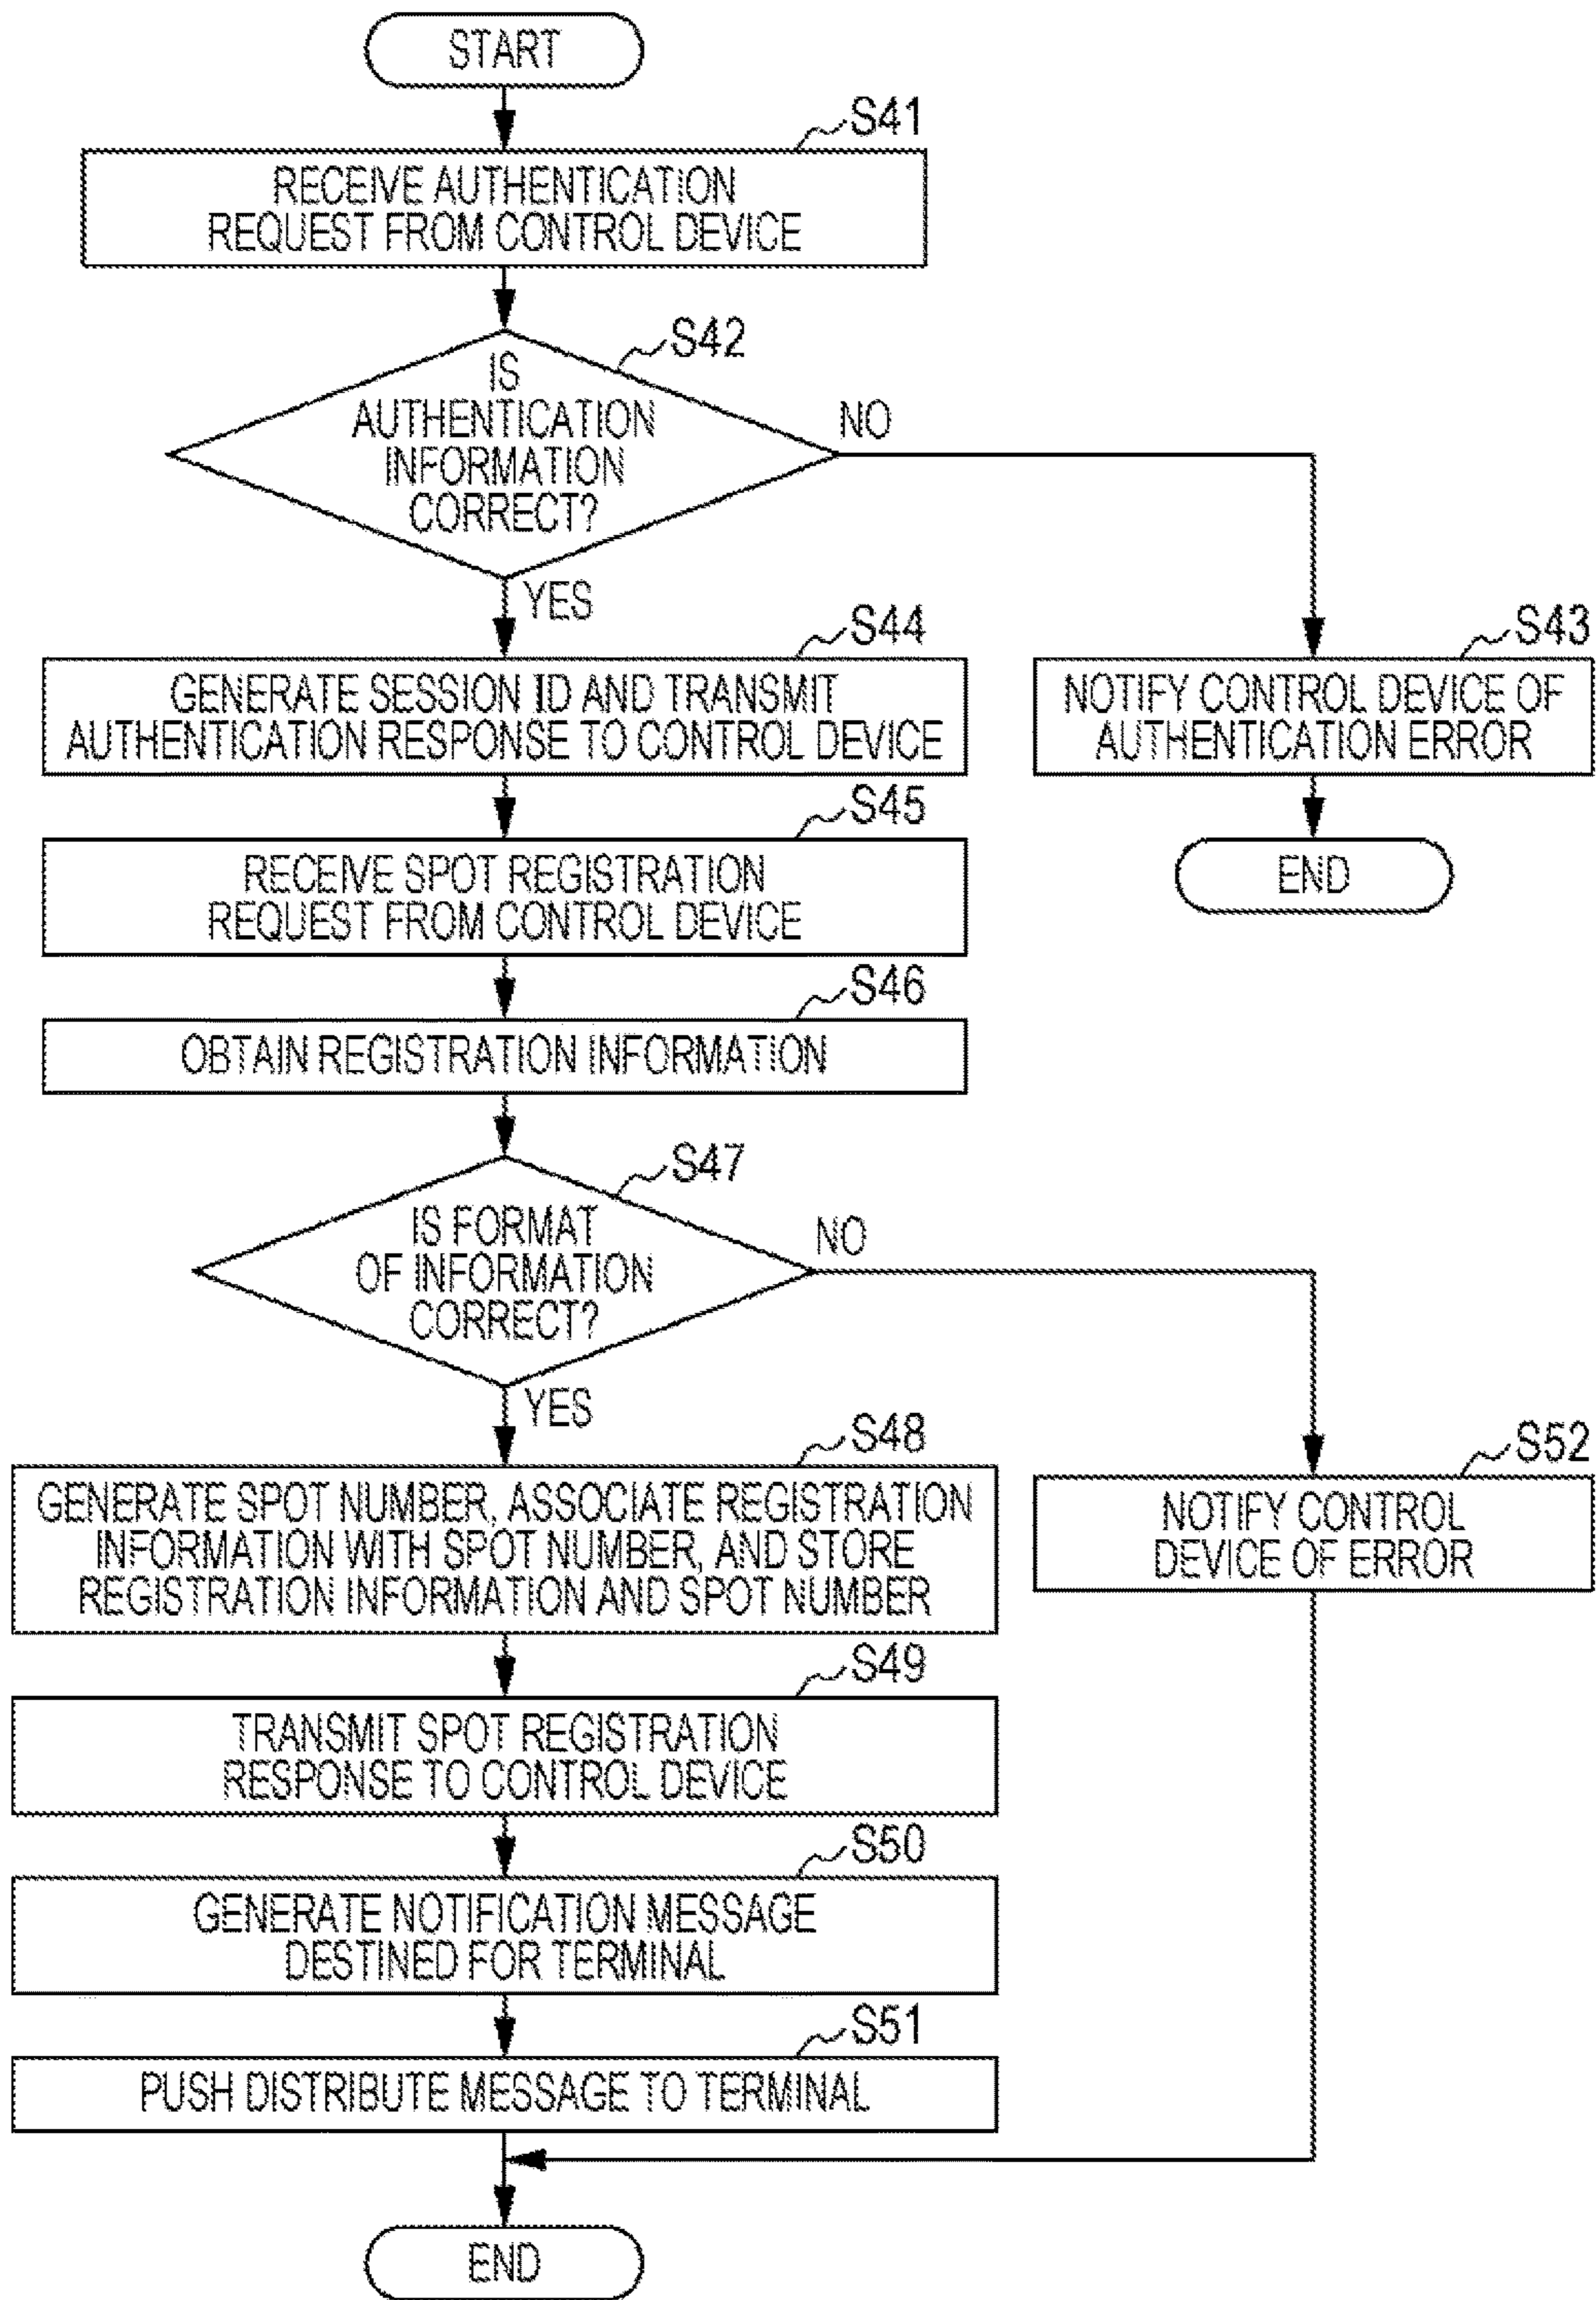 START
S41
RECEIVE AUTHENTICATION
REQUEST FROM CONTROL DEVICE
S42
IS
AUTHENTICATION
INFORMATION
CORRECT?
NO
YES
S44
GENERATE SESSION ID AND TRANSMIT
AUTHENTICATION RESPONSE TO CONTROL DEVICE
S43
NOTIFY CONTROL DEVICE OF
AUTHENTICATION ERROR
END
S45
RECEIVE SPOT REGISTRATION
REQUEST FROM CONTROL DEVICE
S46
OBTAIN REGISTRATION INFORMATION
S47
IS FORMAT
OF INFORMATION
CORRECT?
NO
YES
S48
GENERATE SPOT NUMBER, ASSOCIATE REGISTRATION
INFORMATION WITH SPOT NUMBER, AND STORE
REGISTRATION INFORMATION AND SPOT NUMBER
S52
NOTIFY CONTROL
DEVICE OF ERROR
S49
TRANSMIT SPOT REGISTRATION
RESPONSE TO CONTROL DEVICE
S50
GENERATE NOTIFICATION MESSAGE
DESTINED FOR TERMINAL
S51
PUSH DISTRIBUTE MESSAGE TO TERMINAL
END